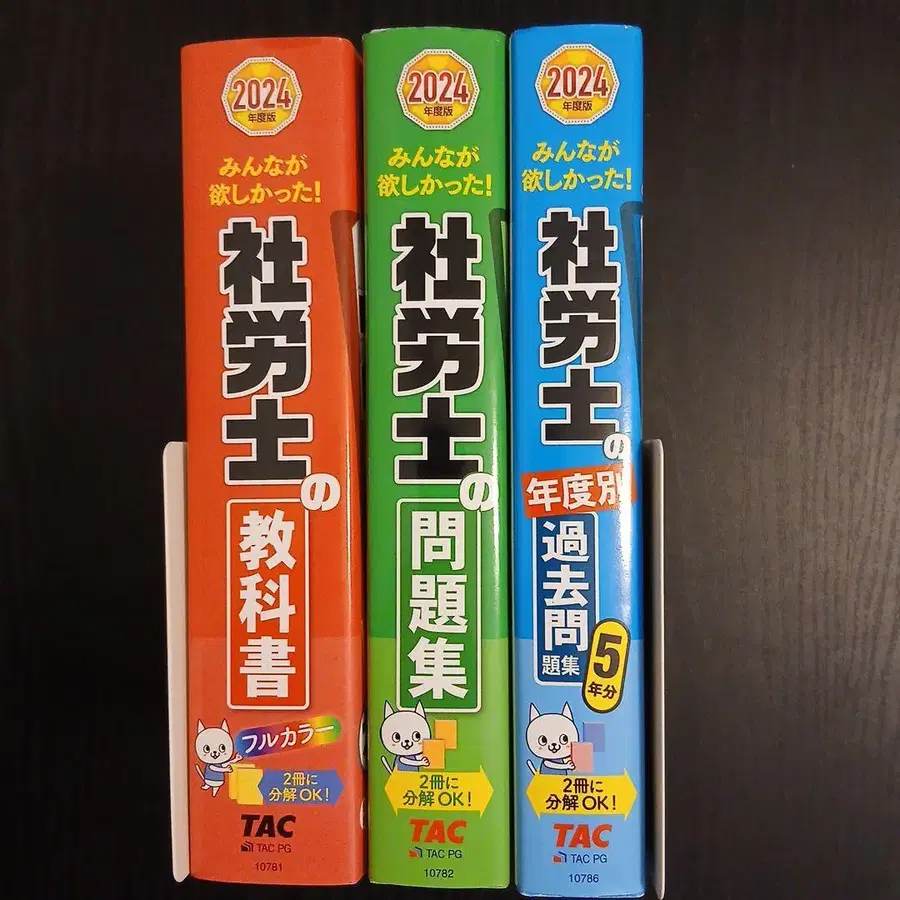 2024
年度版
みんなが
欲しかった!
社労士の
教科書
フルカラー
2冊に
分解OK!
TAC
TAC PG
10781
2024
年度版
みんなが
欲しかった!
社労士の
問題集
2冊に
分解OK!
TAC
TAC PG
10782
2024
年度版
みんなが
欲しかった!
社労士の
年度別
過去問
題集
5
年分
2冊に
分解OK!
TAC
TAC PG
10786